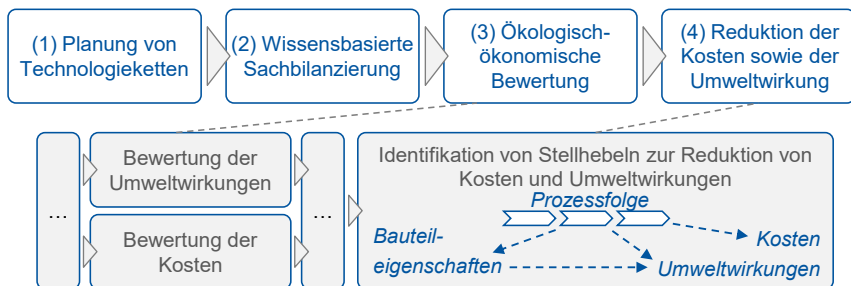 (1) Planung von
Technologieketten
(2) Wissensbasierte
Sachbilanzierung
(3) Ökologisch-
ökonomische
Bewertung
(4) Reduktion der
Kosten sowie der
Umweltwirkung
...
Bewertung der
Umweltwirkungen
Bewertung der
Kosten
...
Identifikation von Stellhebeln zur Reduktion von
Kosten und Umweltwirkungen
Prozessfolge
Bauteil-
eigenschaften
Kosten
Umweltwirkungen